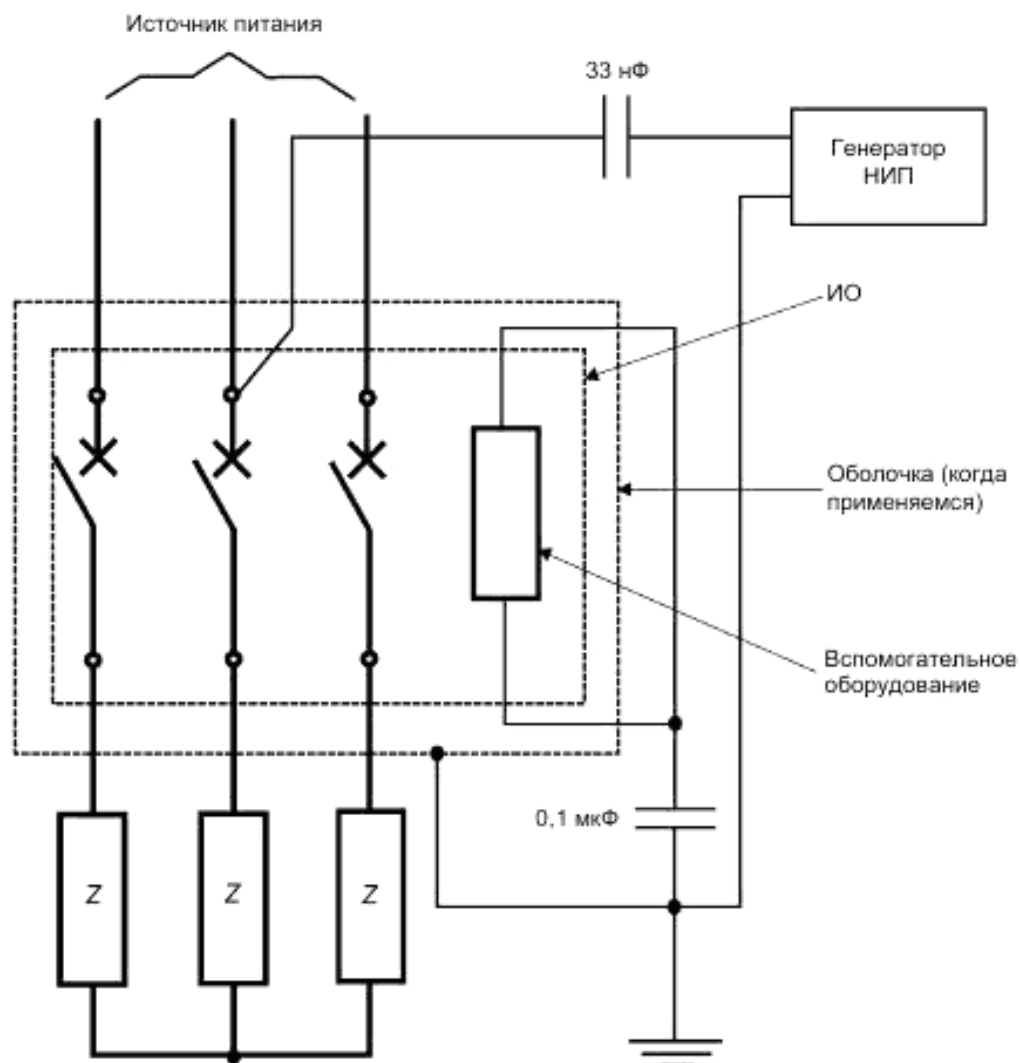 Источник питания
33 нФ
Генератор
НИП
ИО
Оболочка (когда
применяемся)
Вспомогательное
оборудование
0,1 мкФ
Z
Z
Z